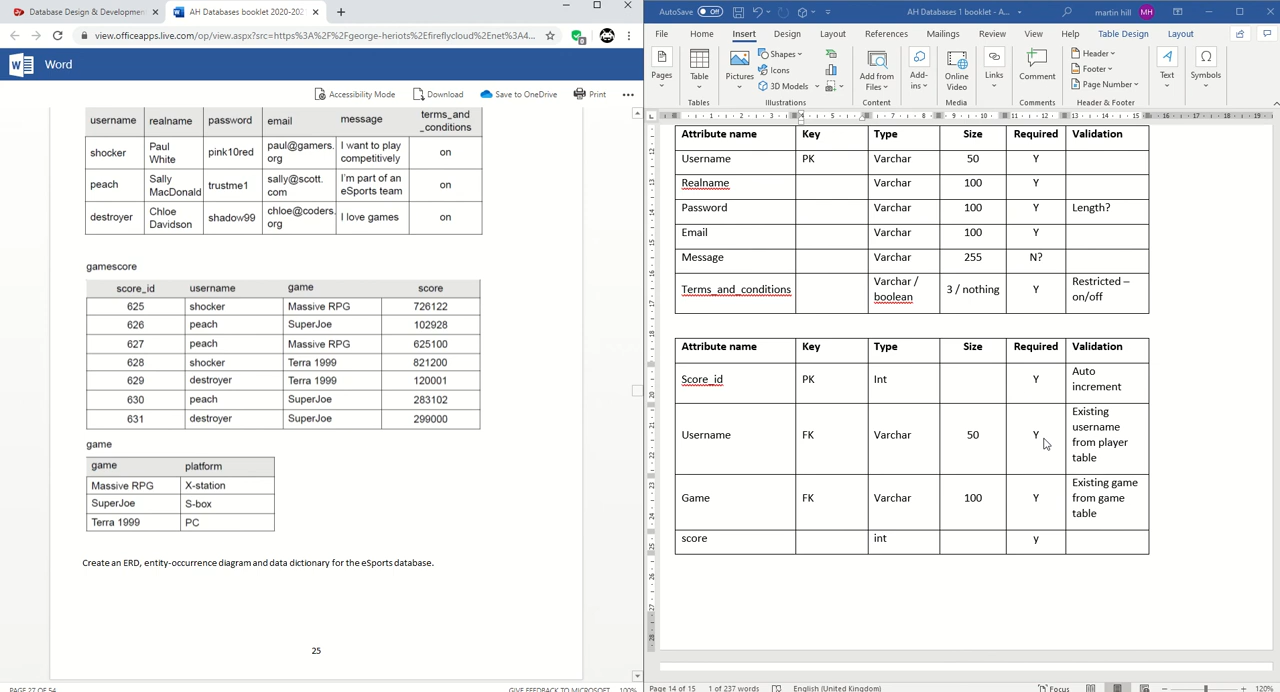 Database Design & Developmen
AH Databases booklet 2020-202
view.officeapps.live.com/op/view.aspx?src=https%3A%2F%2Fgeorge-heriots%2Efireflycloud%2Enet%3A4...
Word
Accessibility Mode
Download
Save to OneDrive
Print
username realname password email message terms_and_conditions
shocker Paul White pink10red paul@gamers.org I want to play competitively on
peach Sally MacDonald trustme1 sally@scott.com I'm part of an eSports team on
destroyer Chloe Davidson shadow99 chloe@coders.org I love games on
gamescore
score_id username game score
625 shocker Massive RPG 726122
626 peach SuperJoe 102928
627 peach Massive RPG 625100
628 shocker Terra 1999 821200
629 destroyer Terra 1999 120001
630 peach SuperJoe 283102
631 destroyer SuperJoe 299000
game
game platform
Massive RPG X-station
SuperJoe S-box
Terra 1999 PC
Create an ERD, entity-occurrence diagram and data dictionary for the eSports database.
25
PAGE 27 OF 54
GIVE FEEDBACK TO MICROSOFT
100%
AutoSave Off
AH Databases 1 booklet - A...
martin hill MH
File Home Insert Design Layout References Mailings Review View Help Table Design Layout
Pages
Table
Pictures
Shapes
Icons
3D Models
Add from Files
Add-ins
Online Video
Links
Comment
Header
Footer
Page Number
Text
Symbols
Tables
Illustrations
Content
Media
Comments
Header & Footer
Attribute name Key Type Size Required Validation
Username PK Varchar 50 Y
Realname Varchar 100 Y
Password Varchar 100 Y Length?
Email Varchar 100 Y
Message Varchar 255 N?
Terms_and_conditions Varchar / boolean 3 / nothing Y Restricted – on/off
Attribute name Key Type Size Required Validation
Score_id PK Int Y Auto increment
Username FK Varchar 50 Y Existing username from player table
Game FK Varchar 100 Y Existing game from game table
score int y
Page 14 of 15
1 of 237 words
English (United Kingdom)
Focus
120%